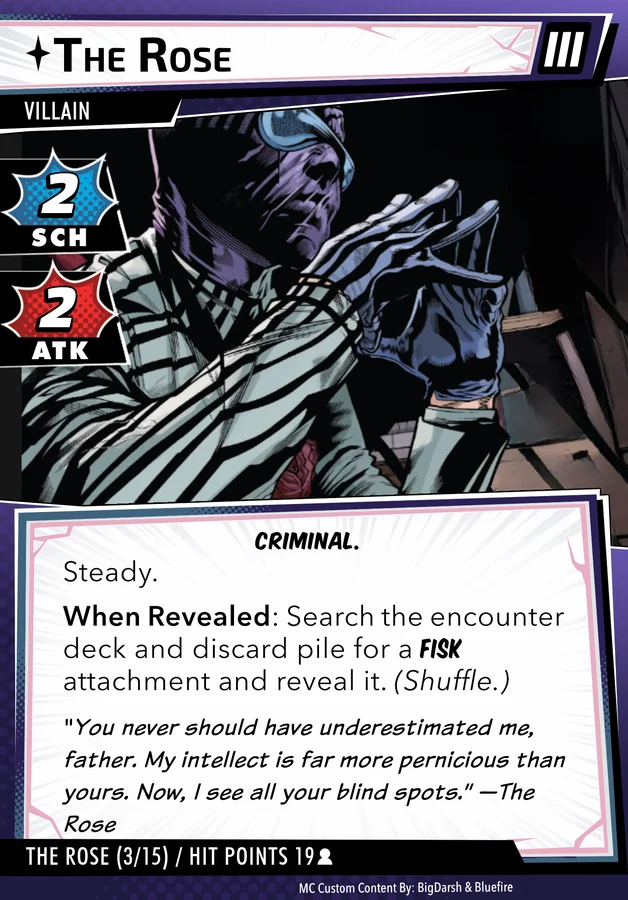 THE ROSE
III
VILLAIN
2
SCH
2
ATK
CRIMINAL.
Steady.
When Revealed: Search the encounter
deck and discard pile for a FISK
attachment and reveal it. (Shuffle.)
"You never should have underestimated me,
father. My intellect is far more pernicious than
yours. Now, I see all your blind spots." —The
Rose
THE ROSE (3/15) / HIT POINTS 19
MC Custom Content By: BigDarsh & Bluefire